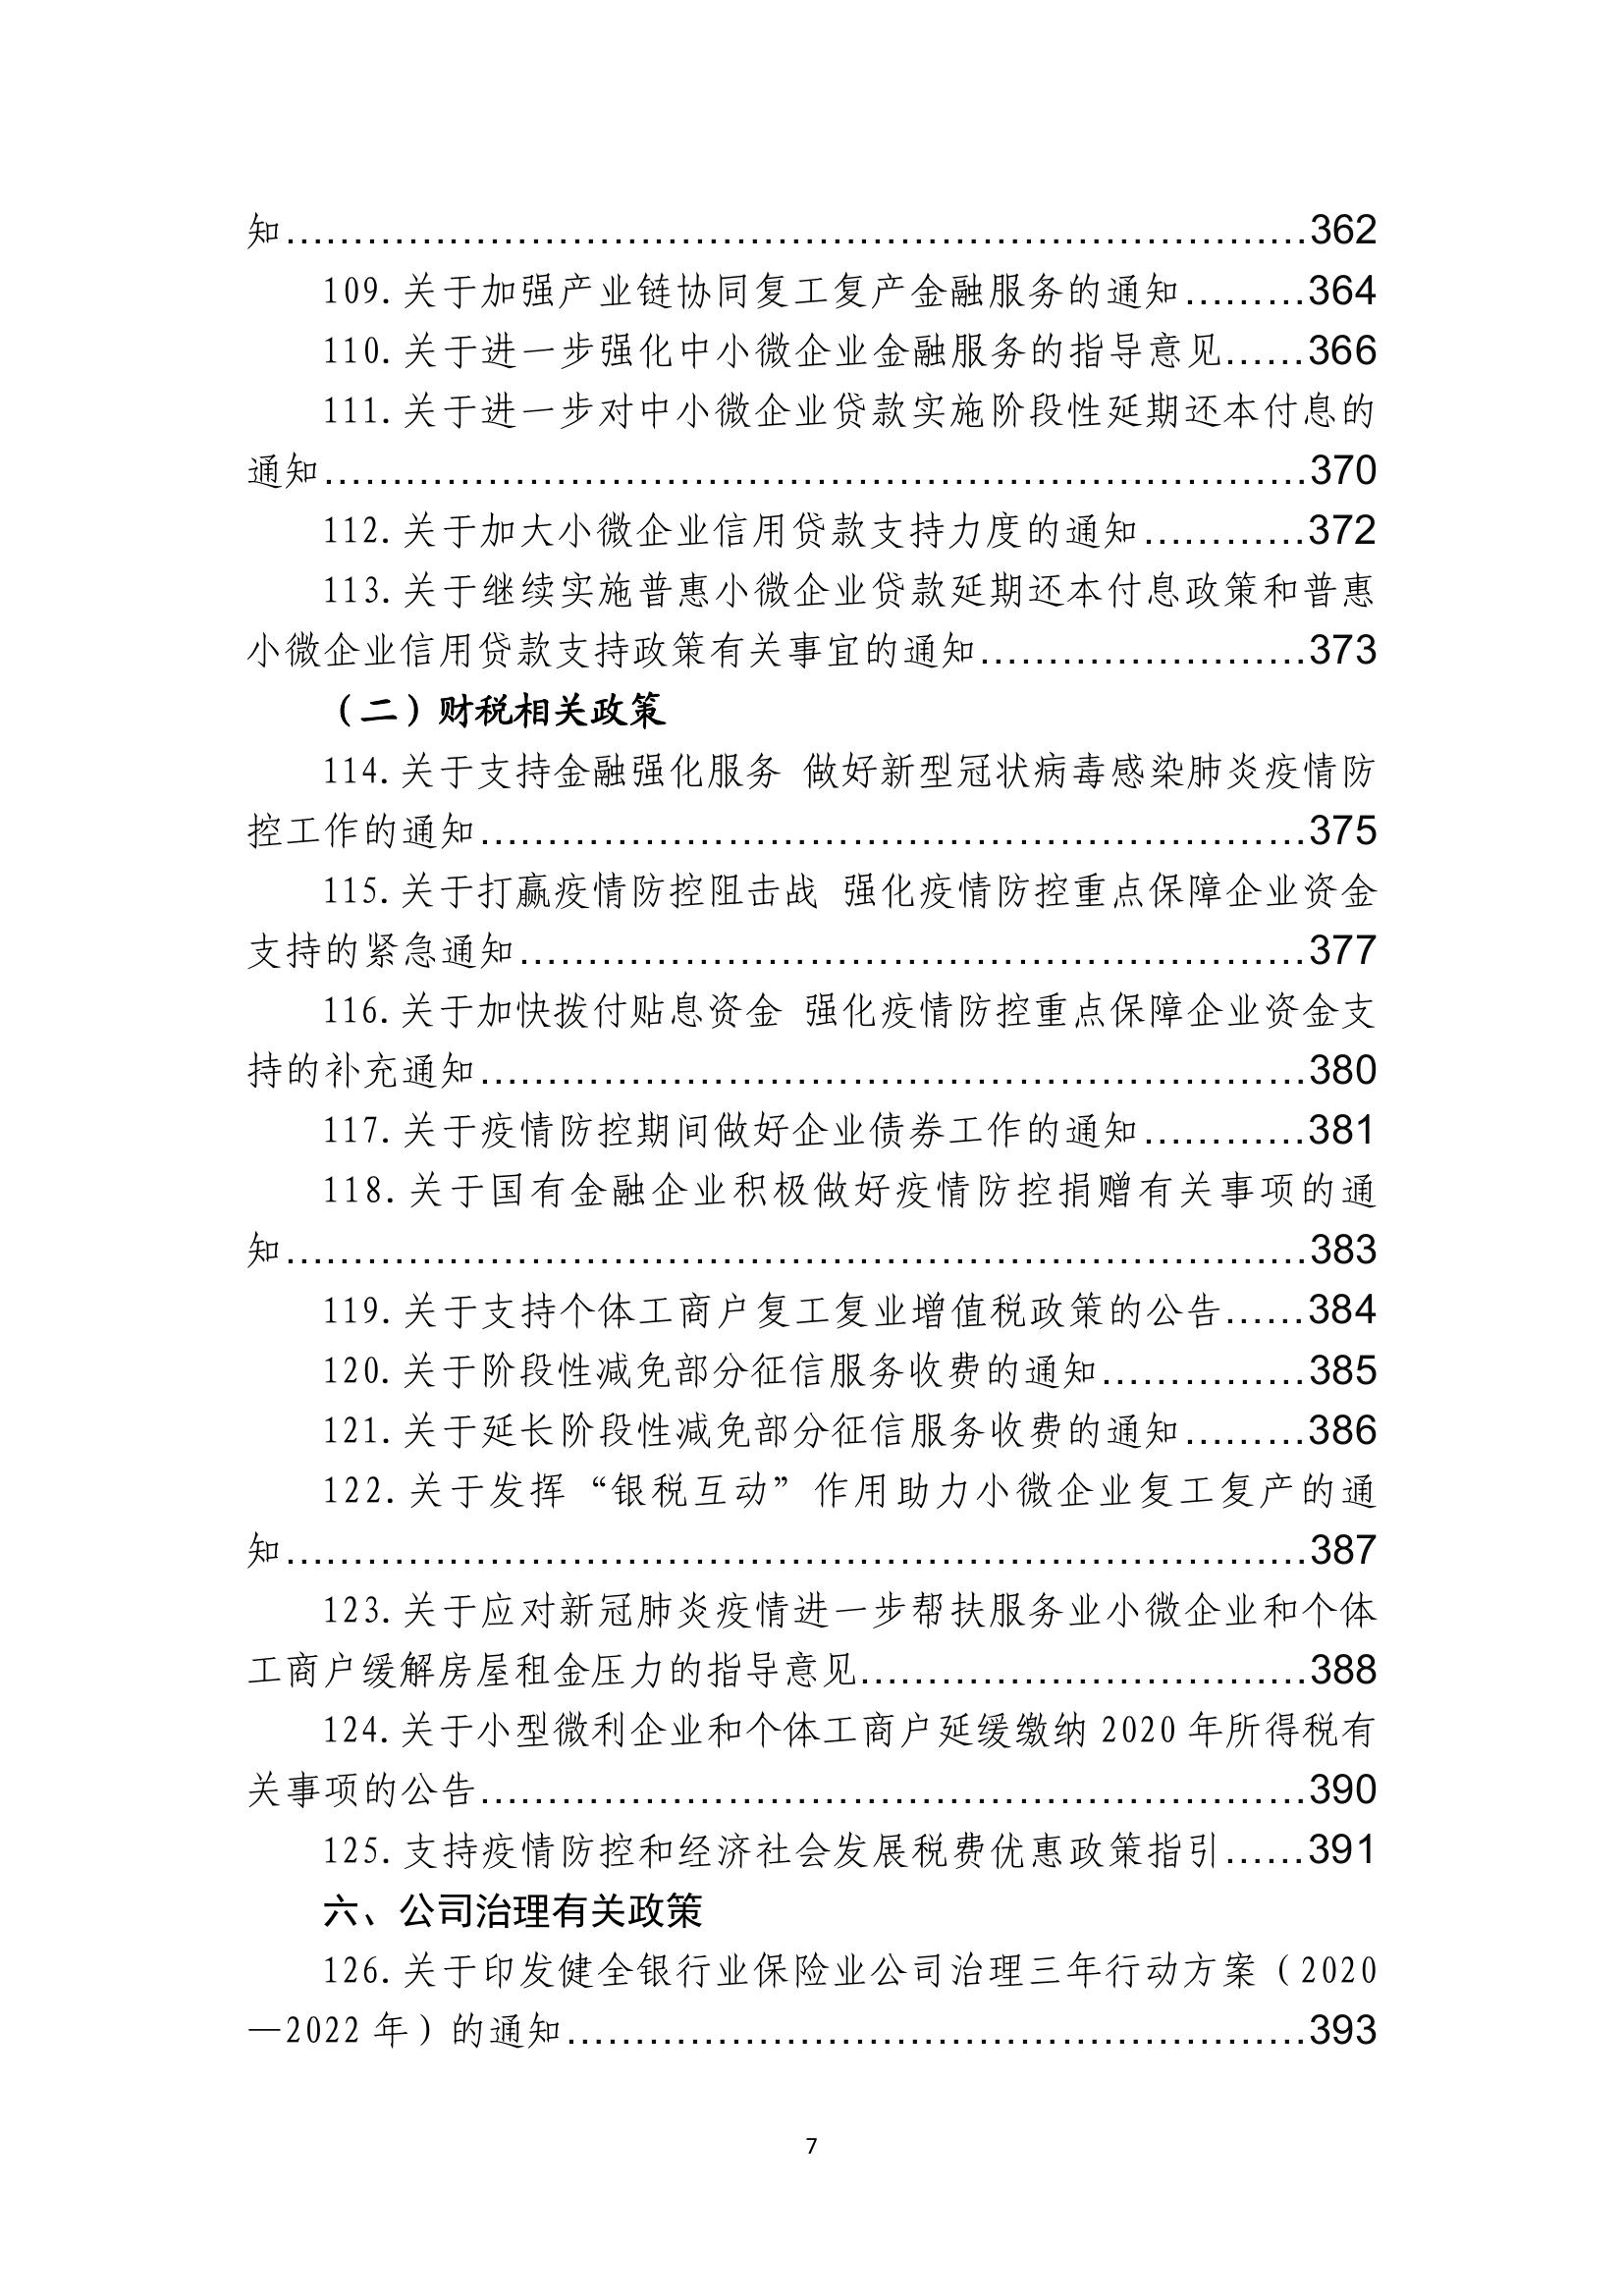 知............................................................................362
109.关于加强产业链协同复工复产金融服务的通知.........364
110.关于进一步强化中小微企业金融服务的指导意见......366
111.关于进一步对中小微企业贷款实施阶段性延期还本付息的
通知.........................................................................370
112.关于加大小微企业信用贷款支持力度的通知............372
113.关于继续实施普惠小微企业贷款延期还本付息政策和普惠
小微企业信用贷款支持政策有关事宜的通知........................373
（二）财税相关政策
114.关于支持金融强化服务 做好新型冠状病毒感染肺炎疫情防
控工作的通知.............................................................375
115.关于打赢疫情防控阻击战 强化疫情防控重点保障企业资金
支持的紧急通知..........................................................377
116.关于加快拨付贴息资金 强化疫情防控重点保障企业资金支
持的补充通知.............................................................380
117.关于疫情防控期间做好企业债券工作的通知............381
118.关于国有金融企业积极做好疫情防控捐赠有关事项的通
知............................................................................383
119.关于支持个体工商户复工复业增值税政策的公告......384
120.关于阶段性减免部分征信服务收费的通知...............385
121.关于延长阶段性减免部分征信服务收费的通知.........386
122.关于发挥“银税互动”作用助力小微企业复工复产的通
知............................................................................387
123.关于应对新冠肺炎疫情进一步帮扶服务业小微企业和个体
工商户缓解房屋租金压力的指导意见.................................388
124.关于小型微利企业和个体工商户延缓缴纳 2020 年所得税有
关事项的公告.............................................................390
125.支持疫情防控和经济社会发展税费优惠政策指引......391
六、公司治理有关政策
126.关于印发健全银行业保险业公司治理三年行动方案（2020
—2022 年）的通知.......................................................393
7